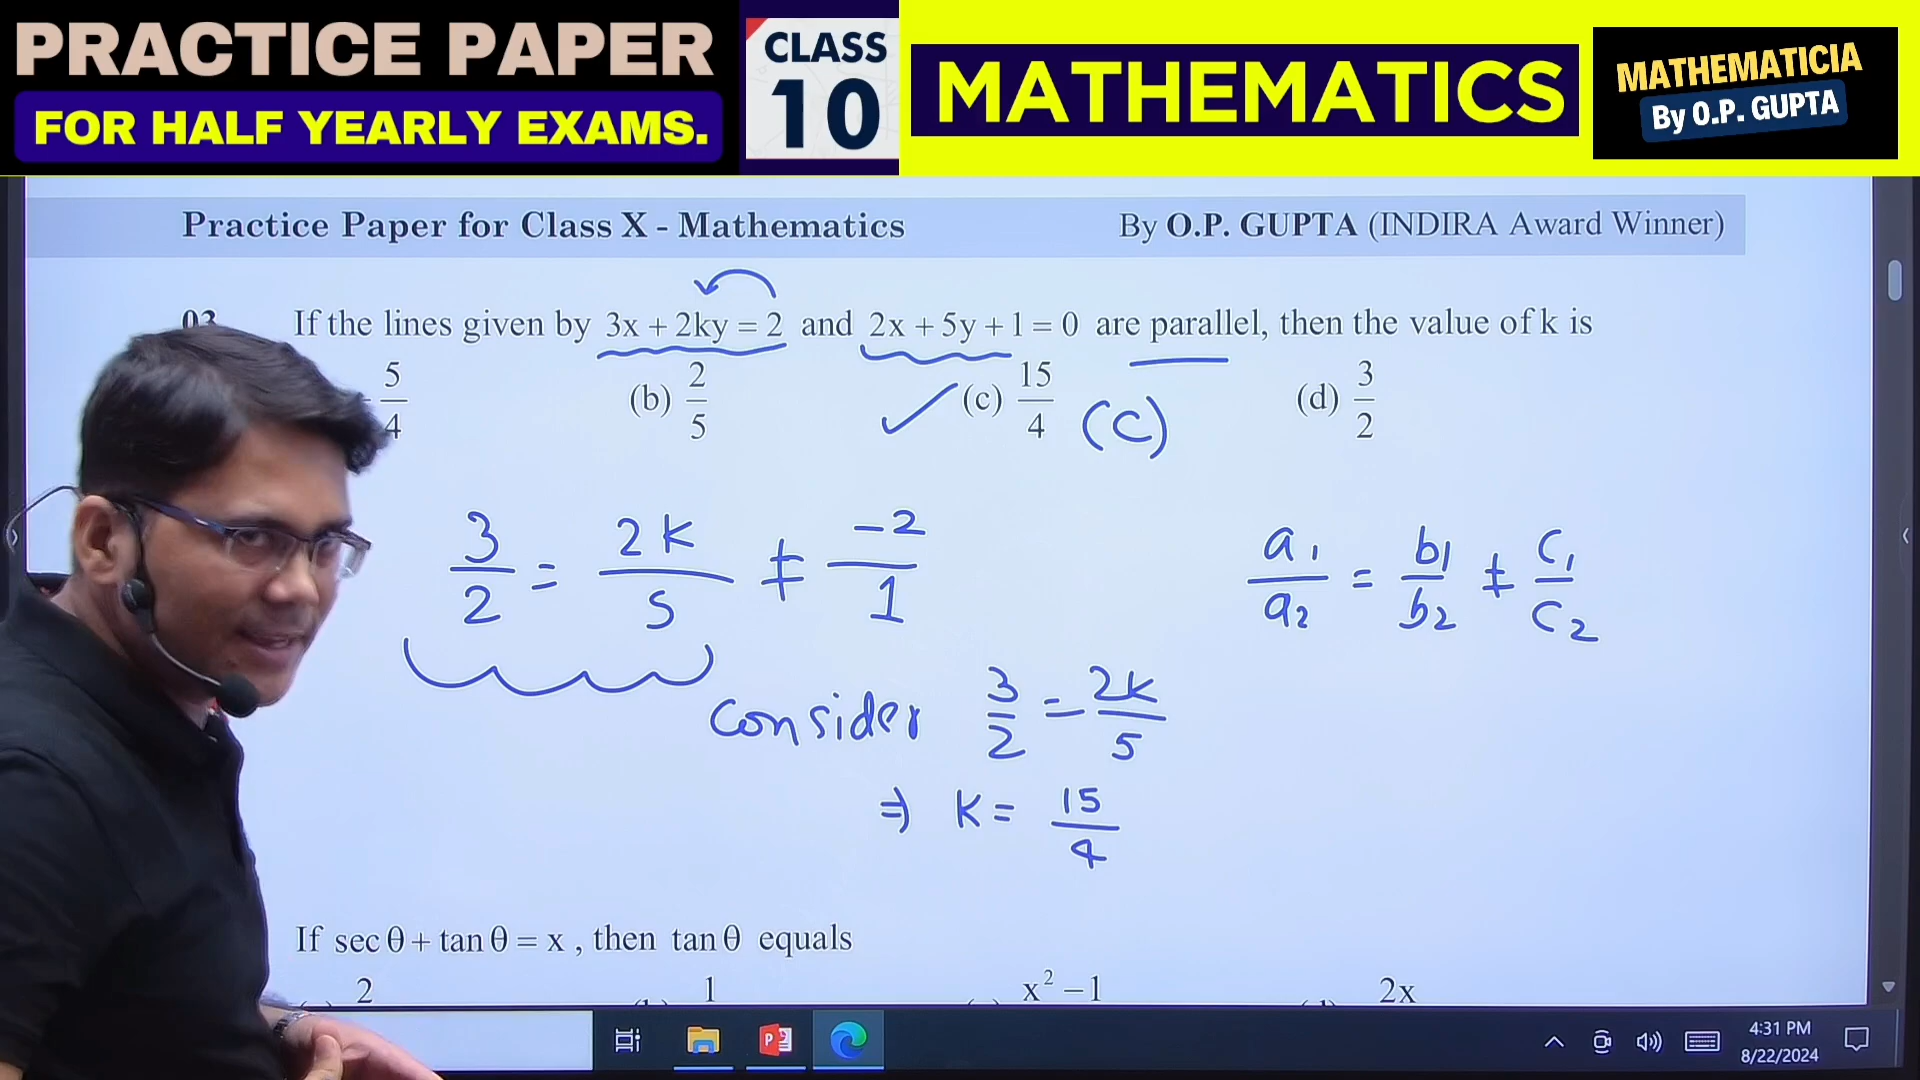 PRACTICE PAPER
FOR HALF YEARLY EXAMS.
CLASS
10
MATHEMATICS
MATHEMATICIA
By O.P. GUPTA
Practice Paper for Class X - Mathematics By O.P. GUPTA (INDIRA Award Winner)
03 If the lines given by 3x + 2ky = 2 and 2x + 5y + 1 = 0 are parallel, then the value of k is
5/4 (b) 2/5 ✓ (c) 15/4 (C) (d) 3/2
3/2 = 2K/5 ≠ -2/1 a1/a2 = b1/b2 ≠ c1/c2
Consider 3/2 = 2K/5
⇒ K = 15/4
If sec θ + tan θ = x , then tan θ equals
2 1 x² − 1 2x
4:31 PM
8/22/2024